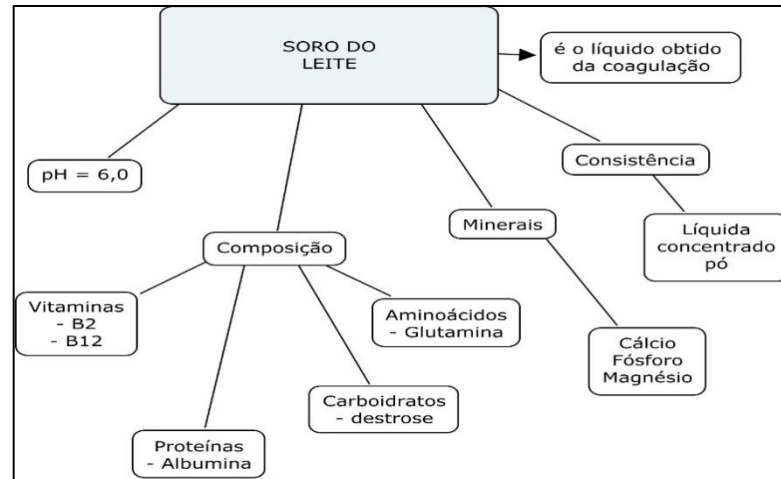 SORO DO
LEITE
é o líquido obtido
da coagulação
pH = 6,0
Consistência
Minerais
Líquida
concentrado
pó
Composição
Vitaminas
- B2
- B12
Aminoácidos
- Glutamina
Cálcio
Fósforo
Magnésio
Carboidratos
- destrose
Proteínas
- Albumina